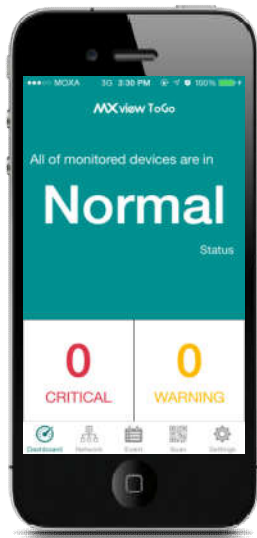 MOXA 3G 3:30 PM 100%
MXview ToGo
All of monitored devices are in
Normal
Status
0 0
CRITICAL WARNING
Dashboard Network Event Scan Settings